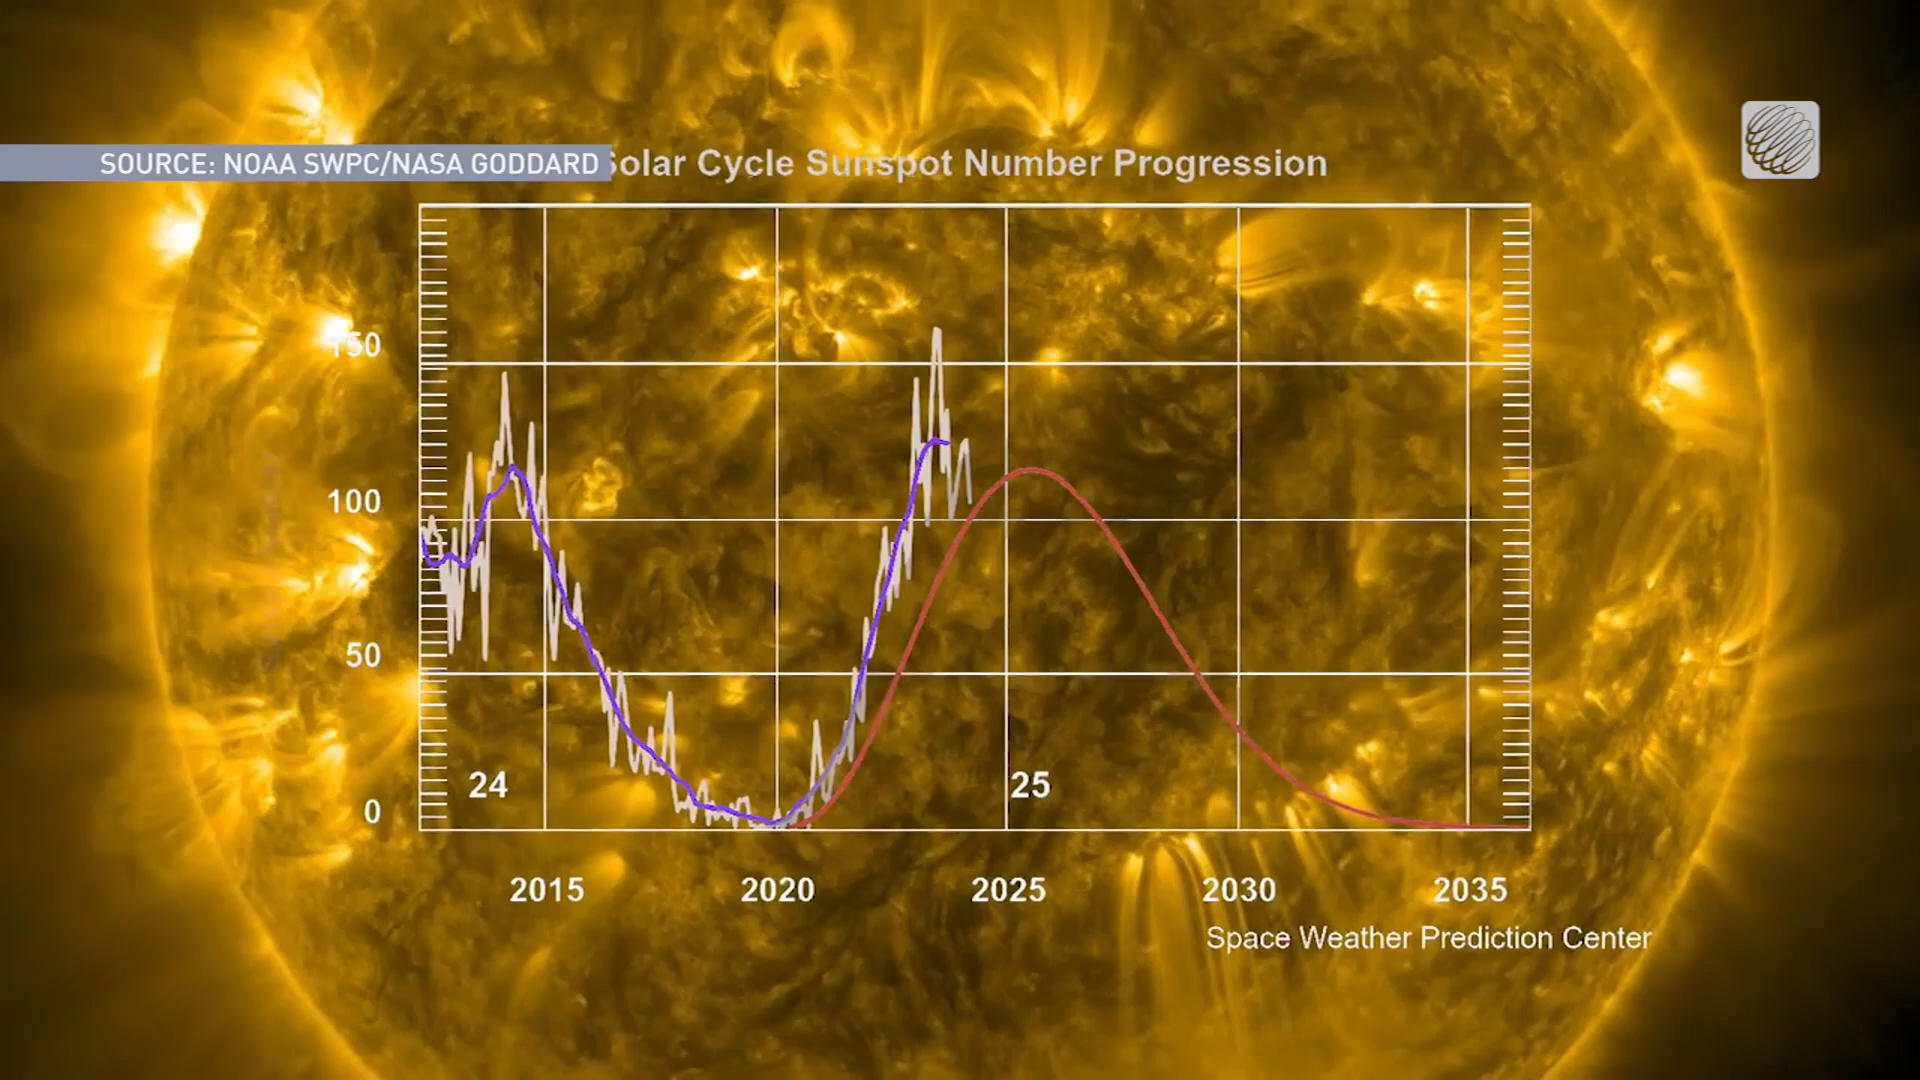 SOURCE: NOAA SWPC/NASA GODDARD
Solar Cycle Sunspot Number Progression
150
100
50
0
24
25
2015 2020 2025 2030 2035
Space Weather Prediction Center